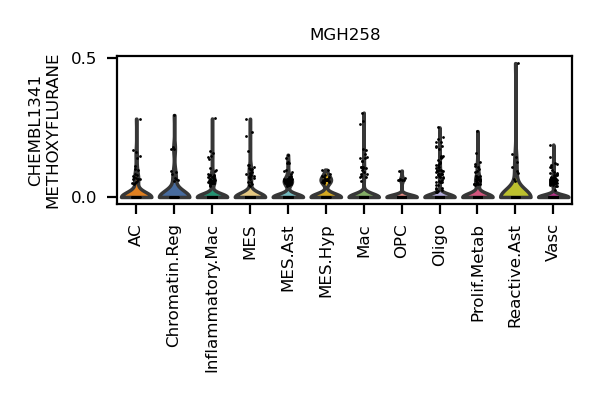 MGH258
CHEMBL1341
METHOXYFLURANE
0.5
0.0
AC
Chromatin.Reg
Inflammatory.Mac
MES
MES.Ast
MES.Hyp
Mac
OPC
Oligo
Prolif.Metab
Reactive.Ast
Vasc